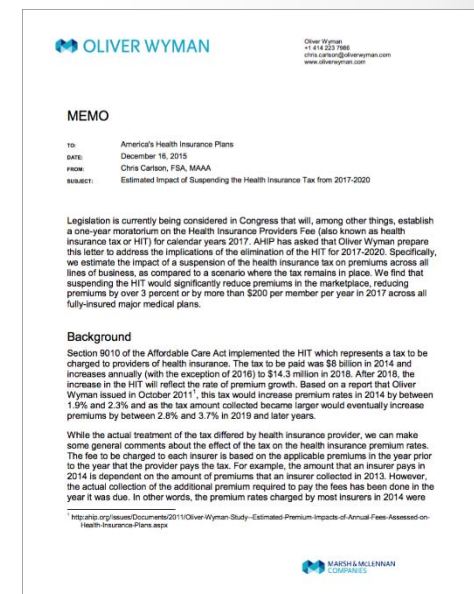 OLIVER WYMAN
Oliver Wyman
+1 414 223 7986
chris.carlson@oliverwyman.com
www.oliverwyman.com
MEMO
TO: America's Health Insurance Plans
DATE: December 16, 2015
FROM: Chris Carlson, FSA, MAAA
SUBJECT: Estimated Impact of Suspending the Health Insurance Tax from 2017-2020
Legislation is currently being considered in Congress that will, among other things, establish
a one-year moratorium on the Health Insurance Providers Fee (also known as health
insurance tax or HIT) for calendar years 2017. AHIP has asked that Oliver Wyman prepare
this letter to address the implications of the elimination of the HIT for 2017-2020. Specifically,
we estimate the impact of a suspension of the health insurance tax on premiums across all
lines of business, as compared to a scenario where the tax remains in place. We find that
suspending the HIT would significantly reduce premiums in the marketplace, reducing
premiums by over 3 percent or by more than $200 per member per year in 2017 across all
fully-insured major medical plans.
Background
Section 9010 of the Affordable Care Act implemented the HIT which represents a tax to be
charged to providers of health insurance. The tax to be paid was $8 billion in 2014 and
increases annually (with the exception of 2016) to $14.3 million in 2018. After 2018, the
increase in the HIT will reflect the rate of premium growth. Based on a report that Oliver
Wyman issued in October 2011¹, this tax would increase premium rates in 2014 by between
1.9% and 2.3% and as the tax amount collected became larger would eventually increase
premiums by between 2.8% and 3.7% in 2019 and later years.
While the actual treatment of the tax differed by health insurance provider, we can make
some general comments about the effect of the tax on the health insurance premium rates.
The fee to be charged to each insurer is based on the applicable premiums in the year prior
to the year that the provider pays the tax. For example, the amount that an insurer pays in
2014 is dependent on the amount of premiums that an insurer collected in 2013. However,
the actual collection of the additional premium required to pay the fees has been done in the
year it was due. In other words, the premium rates charged by most insurers in 2014 were
¹ http:ahip.org/Issues/Documents/2011/Oliver-Wyman-Study--Estimated-Premium-Impacts-of-Annual-Fees-Assessed-on-
Health-Insurance-Plans.aspx
MARSH & MCLENNAN
COMPANIES